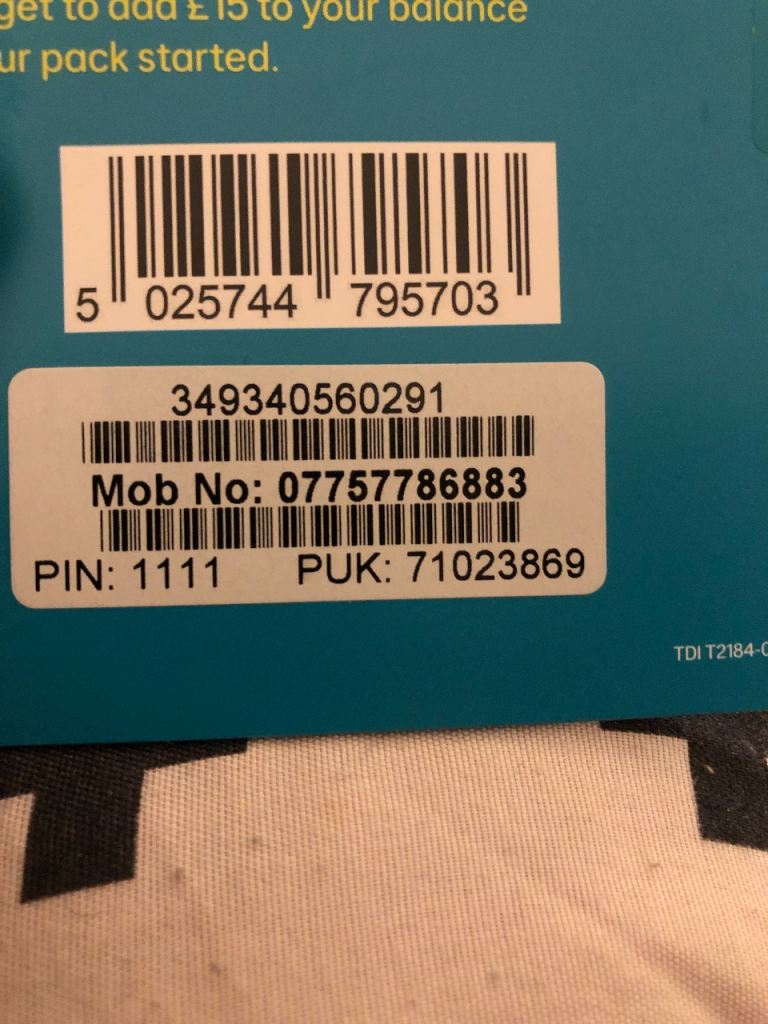 get to add £15 to your balance
ur pack started.
5 025744 795703
349340560291
Mob No: 07757786883
PIN: 1111 PUK: 71023869
TDI T2184-